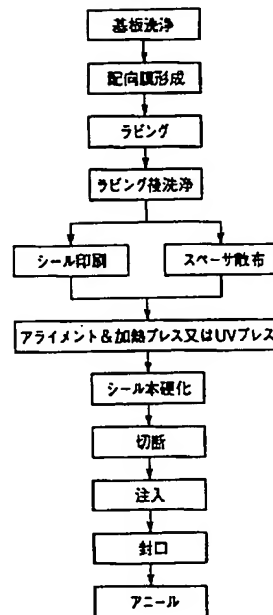 基板洗浄
配向膜形成
ラビング
ラビング後洗浄
シール印刷
スペーサ散布
アライメント&加熱プレス又はUVプレス
シール本硬化
切断
注入
封口
アニール